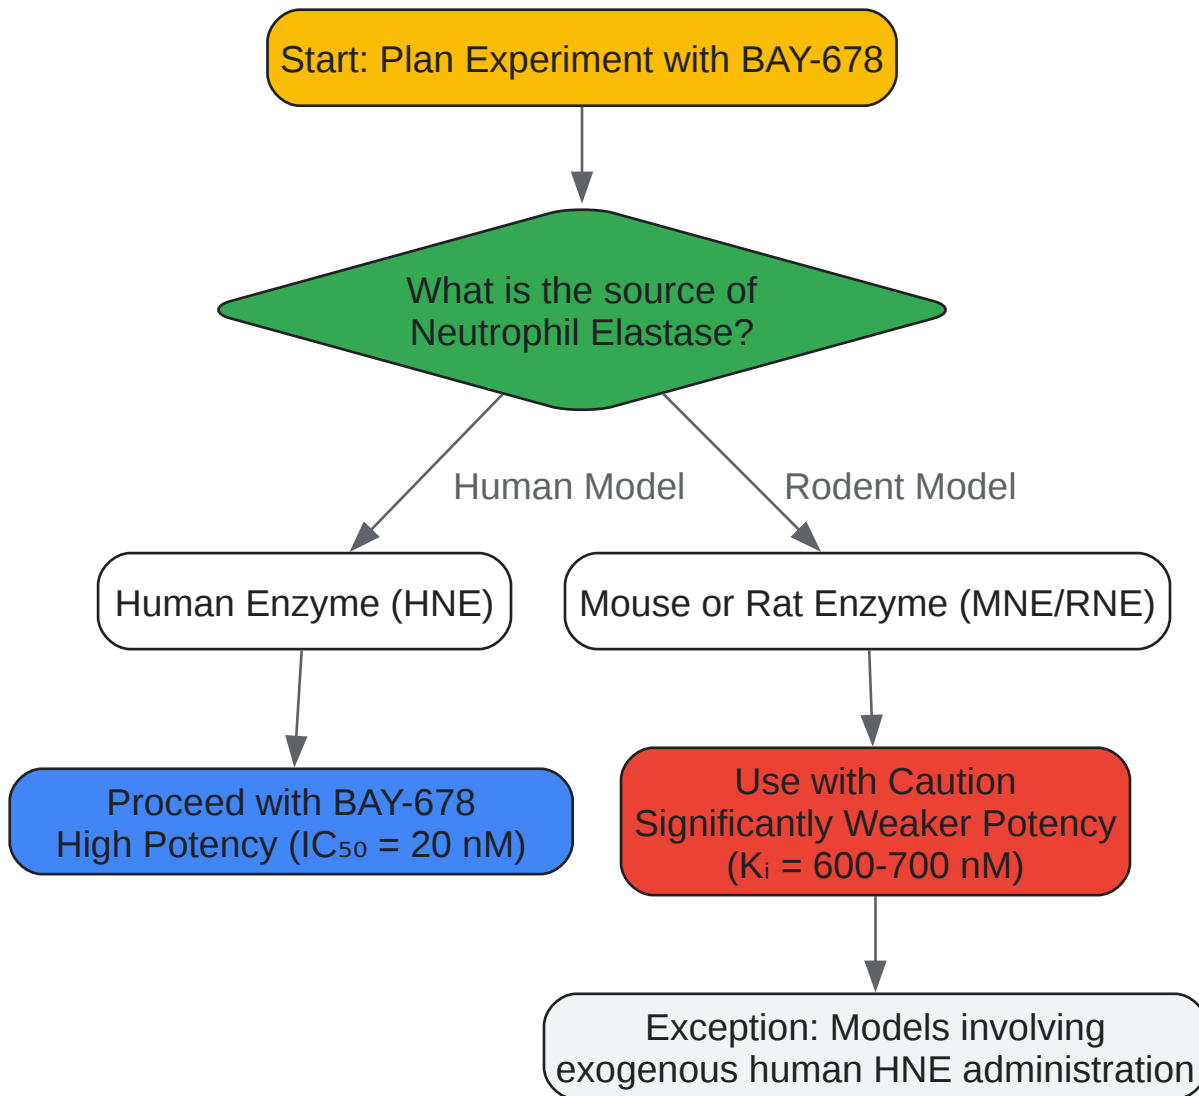 Start: Plan Experiment with BAY-678
What is the source of
Neutrophil Elastase?
Human Model
Rodent Model
Human Enzyme (HNE)
Mouse or Rat Enzyme (MNE/RNE)
Proceed with BAY-678
High Potency (IC₅₀ = 20 nM)
Use with Caution
Significantly Weaker Potency
(Kᵢ = 600-700 nM)
Exception: Models involving
exogenous human HNE administration